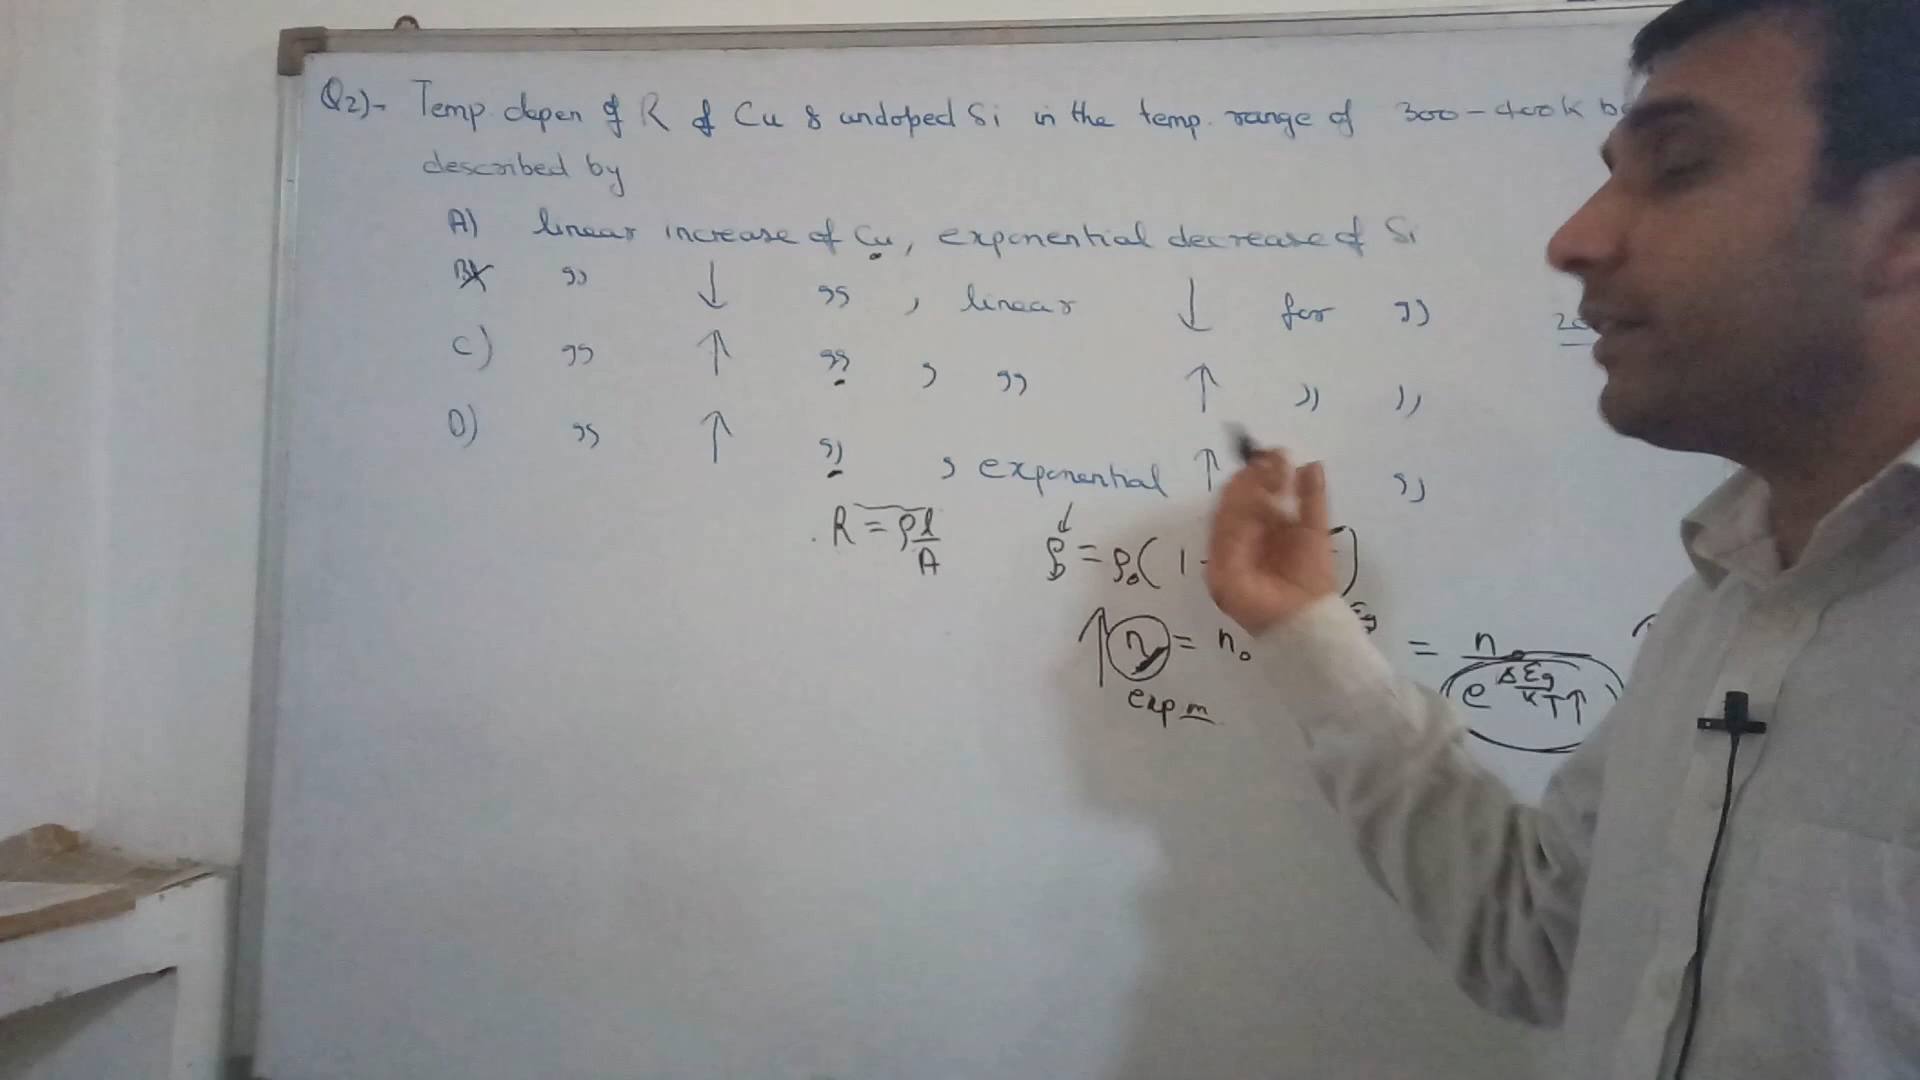 Q2)- Temp. depen of R of Cu & undoped Si in the temp. range of 300-400K b
described by
A) linear increase of Cu, exponential decrease of Si
B) ,, ↓ ,, , linear ↓ for ,,
C) ,, ↑ ,, , ,, ↑ ,, ,,
D) ,, ↑ ,, , exponential ↑ ,,
R = ρl/A
ρ = ρ₀(1
↑ n = n₀ = n₀/e^(ΔEg/KT↑)
exp m